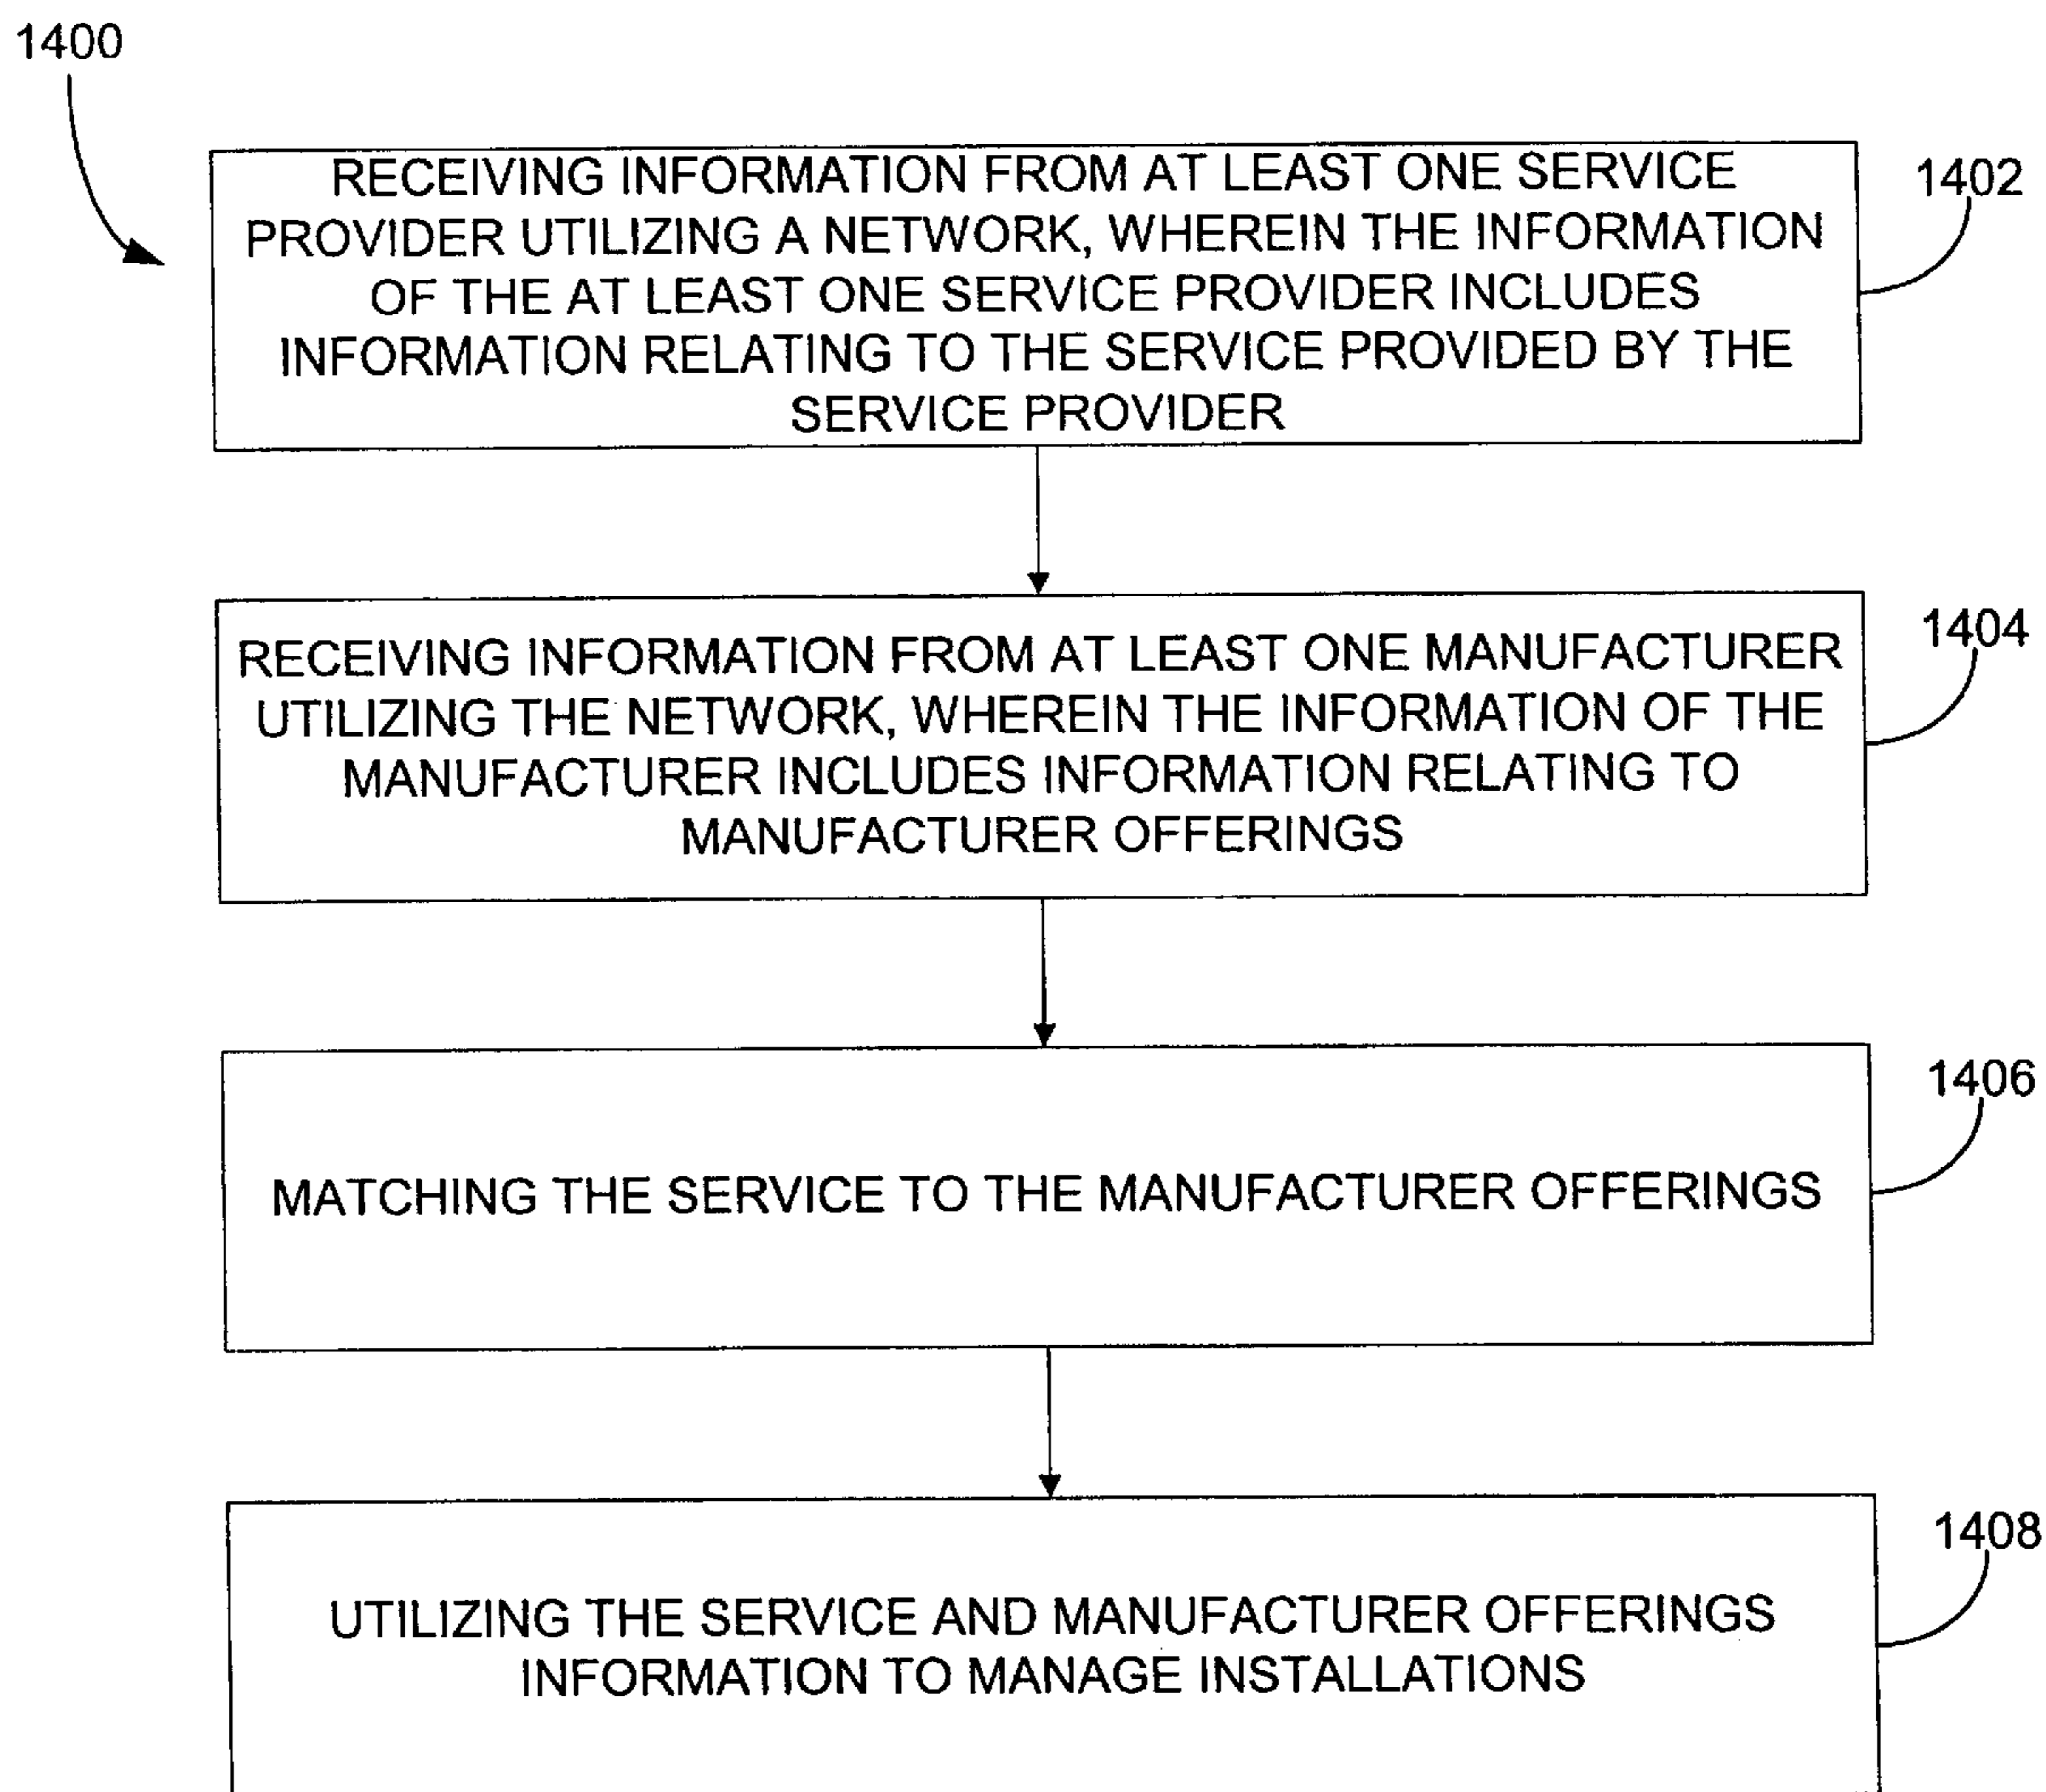 1400
RECEIVING INFORMATION FROM AT LEAST ONE SERVICE
PROVIDER UTILIZING A NETWORK, WHEREIN THE INFORMATION
OF THE AT LEAST ONE SERVICE PROVIDER INCLUDES
INFORMATION RELATING TO THE SERVICE PROVIDED BY THE
SERVICE PROVIDER
1402
RECEIVING INFORMATION FROM AT LEAST ONE MANUFACTURER
UTILIZING THE NETWORK, WHEREIN THE INFORMATION OF THE
MANUFACTURER INCLUDES INFORMATION RELATING TO
MANUFACTURER OFFERINGS
1404
MATCHING THE SERVICE TO THE MANUFACTURER OFFERINGS
1406
UTILIZING THE SERVICE AND MANUFACTURER OFFERINGS
INFORMATION TO MANAGE INSTALLATIONS
1408